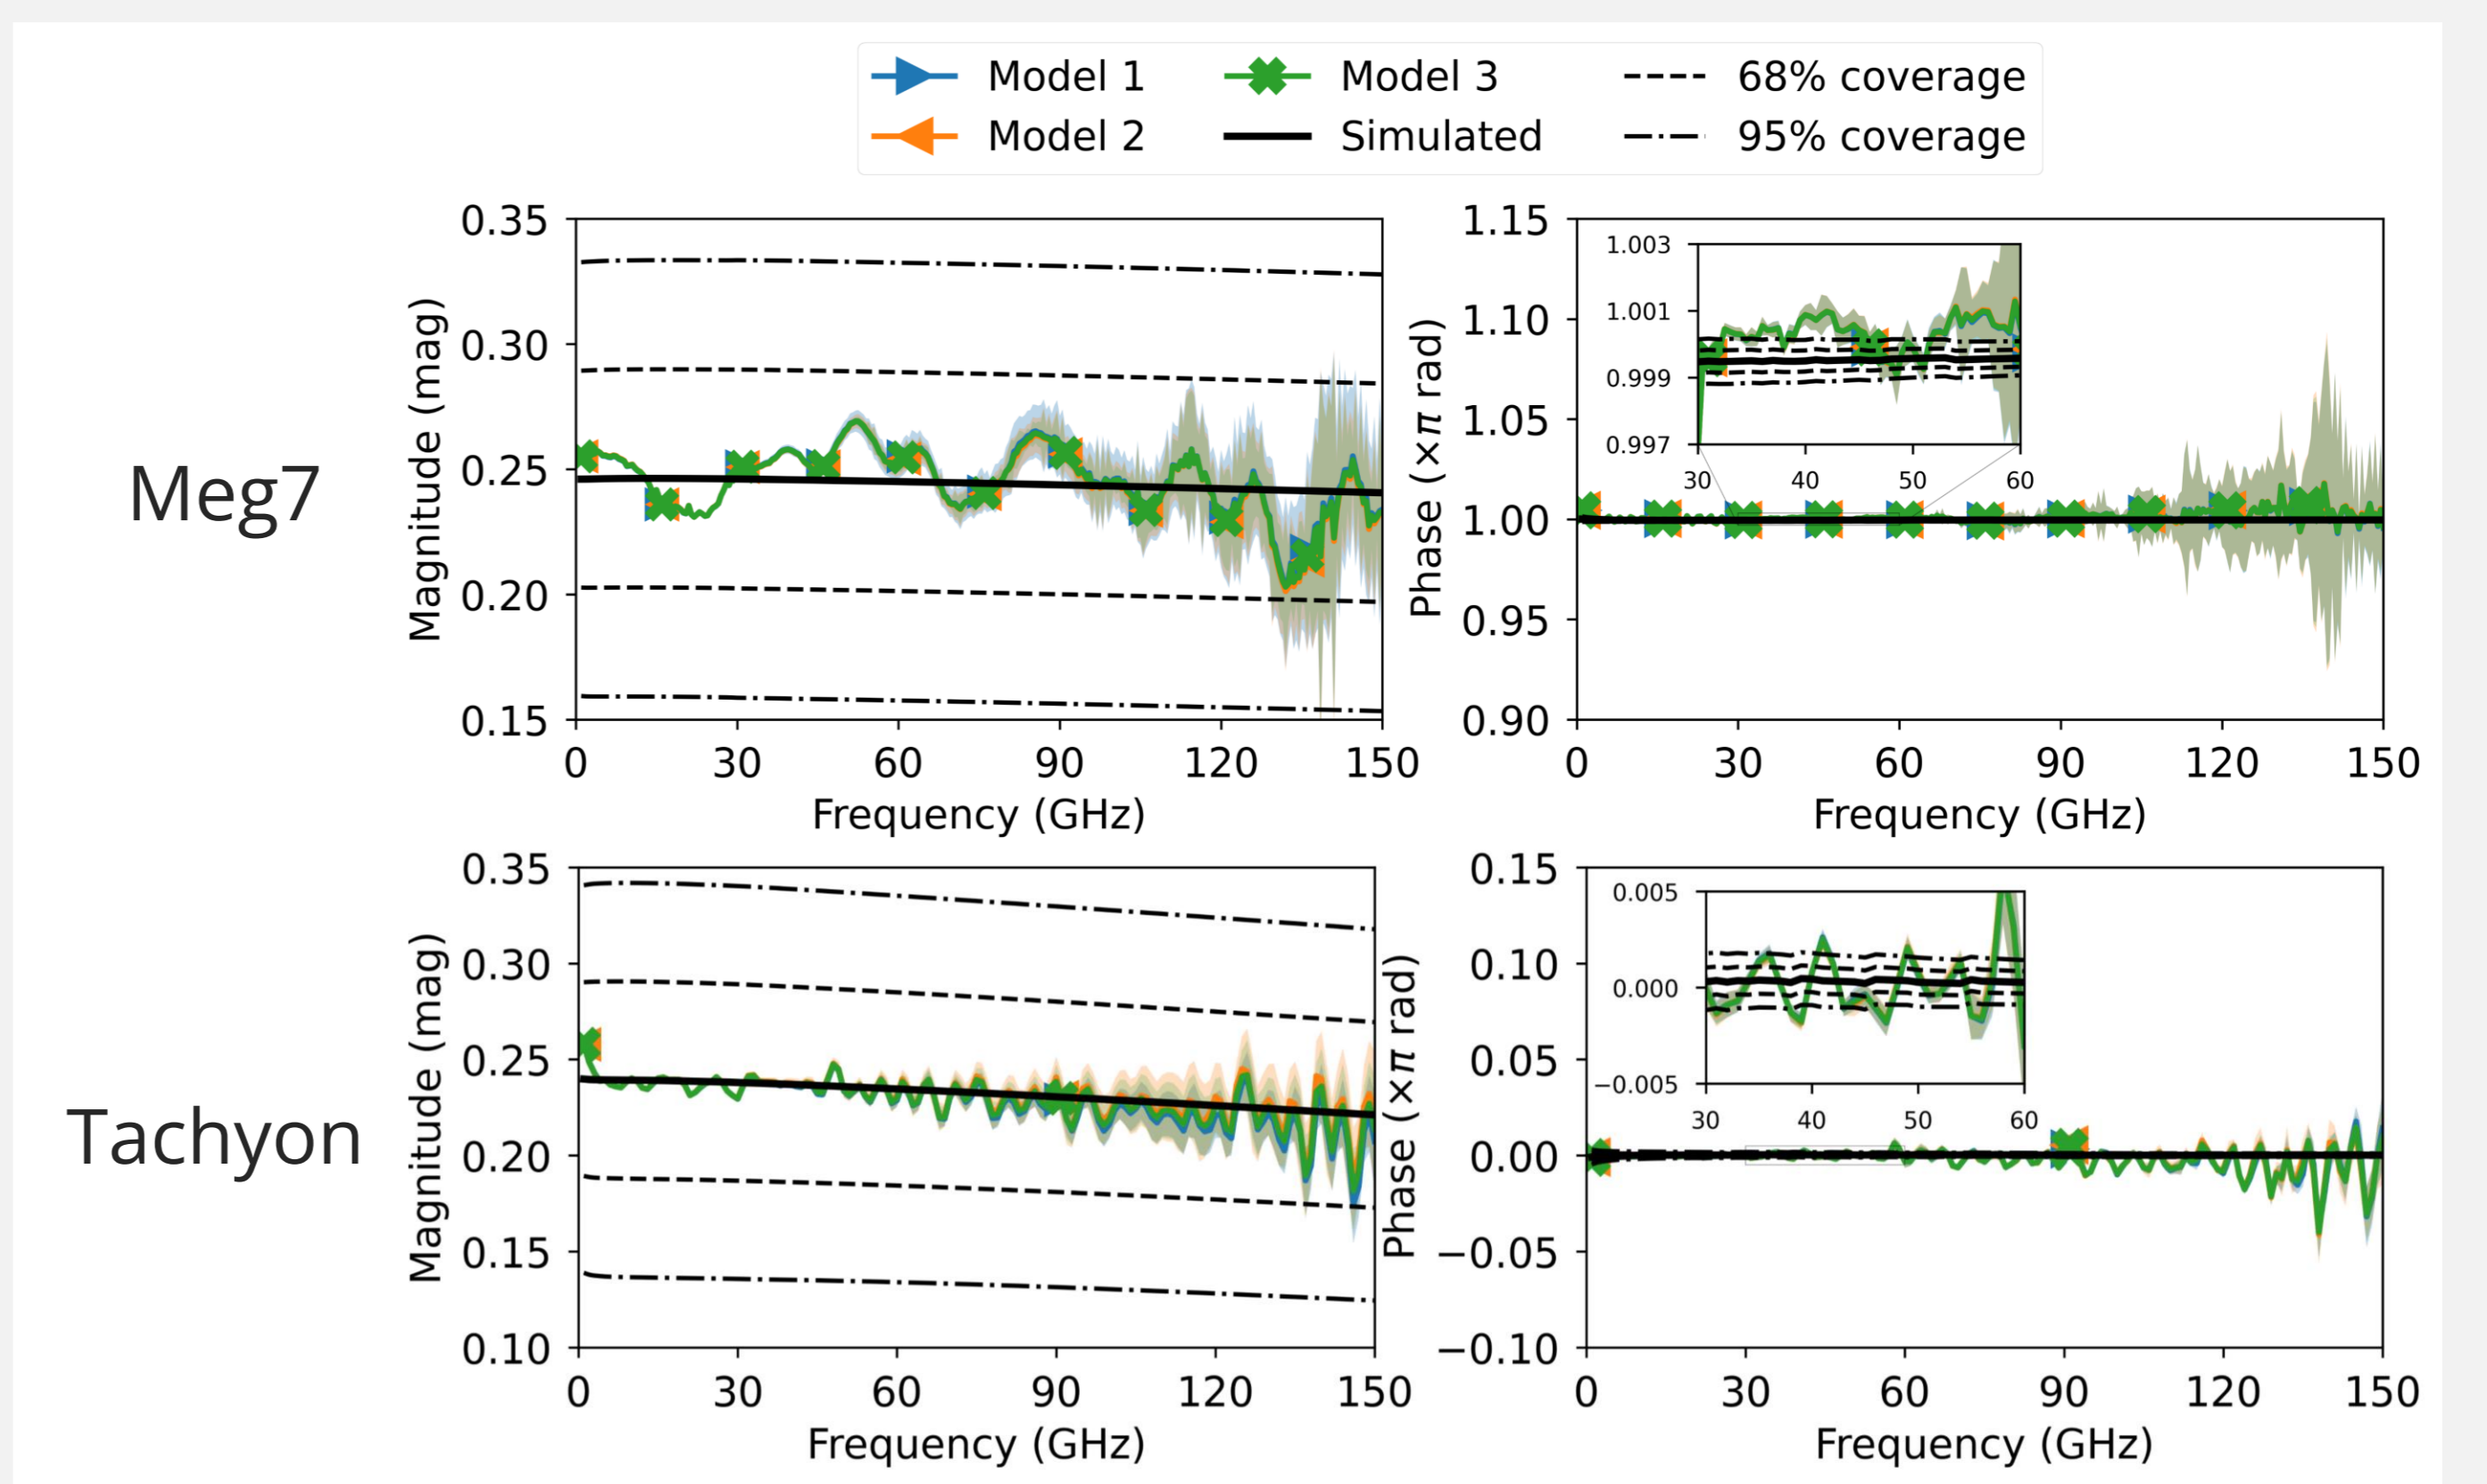 Model 1
Model 2
Model 3
Simulated
68% coverage
95% coverage
Meg7
Magnitude (mag)
0.35
0.30
0.25
0.20
0.15
0 30 60 90 120 150
Frequency (GHz)
Phase (×π rad)
1.15
1.10
1.05
1.00
0.95
0.90
1.003
1.001
0.999
0.997
30 40 50 60
0 30 60 90 120 150
Frequency (GHz)
Tachyon
Magnitude (mag)
0.35
0.30
0.25
0.20
0.15
0.10
0 30 60 90 120 150
Frequency (GHz)
Phase (×π rad)
0.15
0.10
0.05
0.00
−0.05
−0.10
0.005
0.000
−0.005
30 40 50 60
0 30 60 90 120 150
Frequency (GHz)